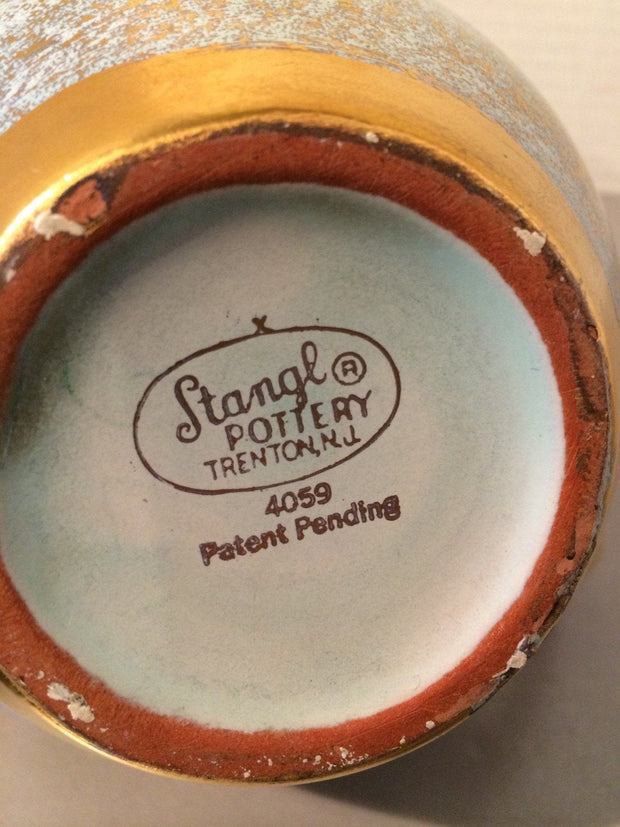 x
Stangl ®
POTTERY
TRENTON, N.J.
4059
Patent Pending